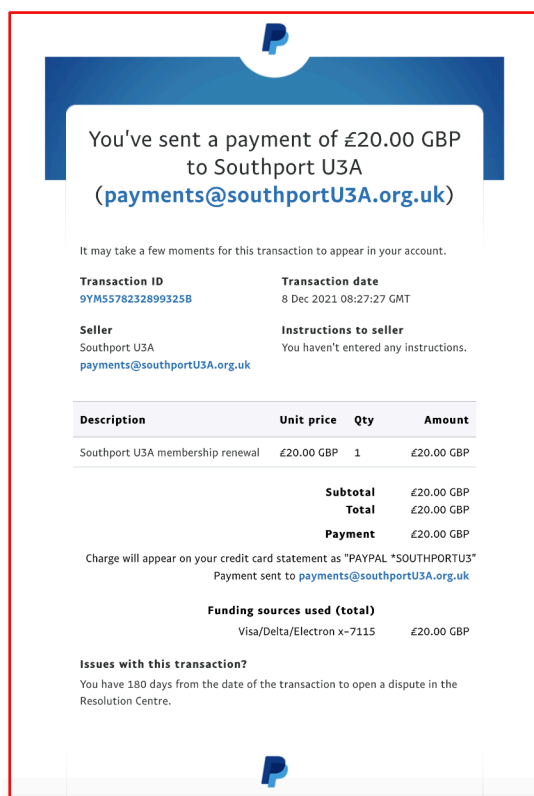 You've sent a payment of £20.00 GBP
to Southport U3A
(payments@southportU3A.org.uk)
It may take a few moments for this transaction to appear in your account.
Transaction ID
9YM5578232899325B
Transaction date
8 Dec 2021 08:27:27 GMT
Seller
Southport U3A
payments@southportU3A.org.uk
Instructions to seller
You haven't entered any instructions.
Description Unit price Qty Amount
Southport U3A membership renewal £20.00 GBP 1 £20.00 GBP
Subtotal £20.00 GBP
Total £20.00 GBP
Payment £20.00 GBP
Charge will appear on your credit card statement as "PAYPAL *SOUTHPORTU3"
Payment sent to payments@southportU3A.org.uk
Funding sources used (total)
Visa/Delta/Electron x-7115 £20.00 GBP
Issues with this transaction?
You have 180 days from the date of the transaction to open a dispute in the
Resolution Centre.